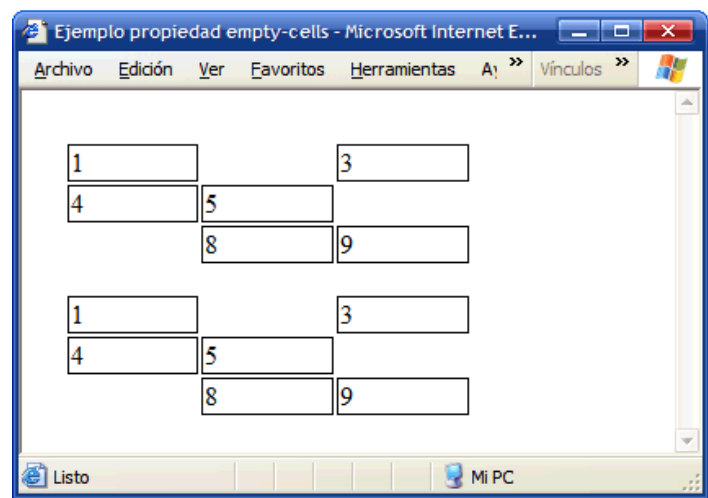 Ejemplo propiedad empty-cells - Microsoft Internet E...
Archivo Edición Ver Favoritos Herramientas Ay » Vínculos »
1 3
4 5
8 9
1 3
4 5
8 9
Listo Mi PC